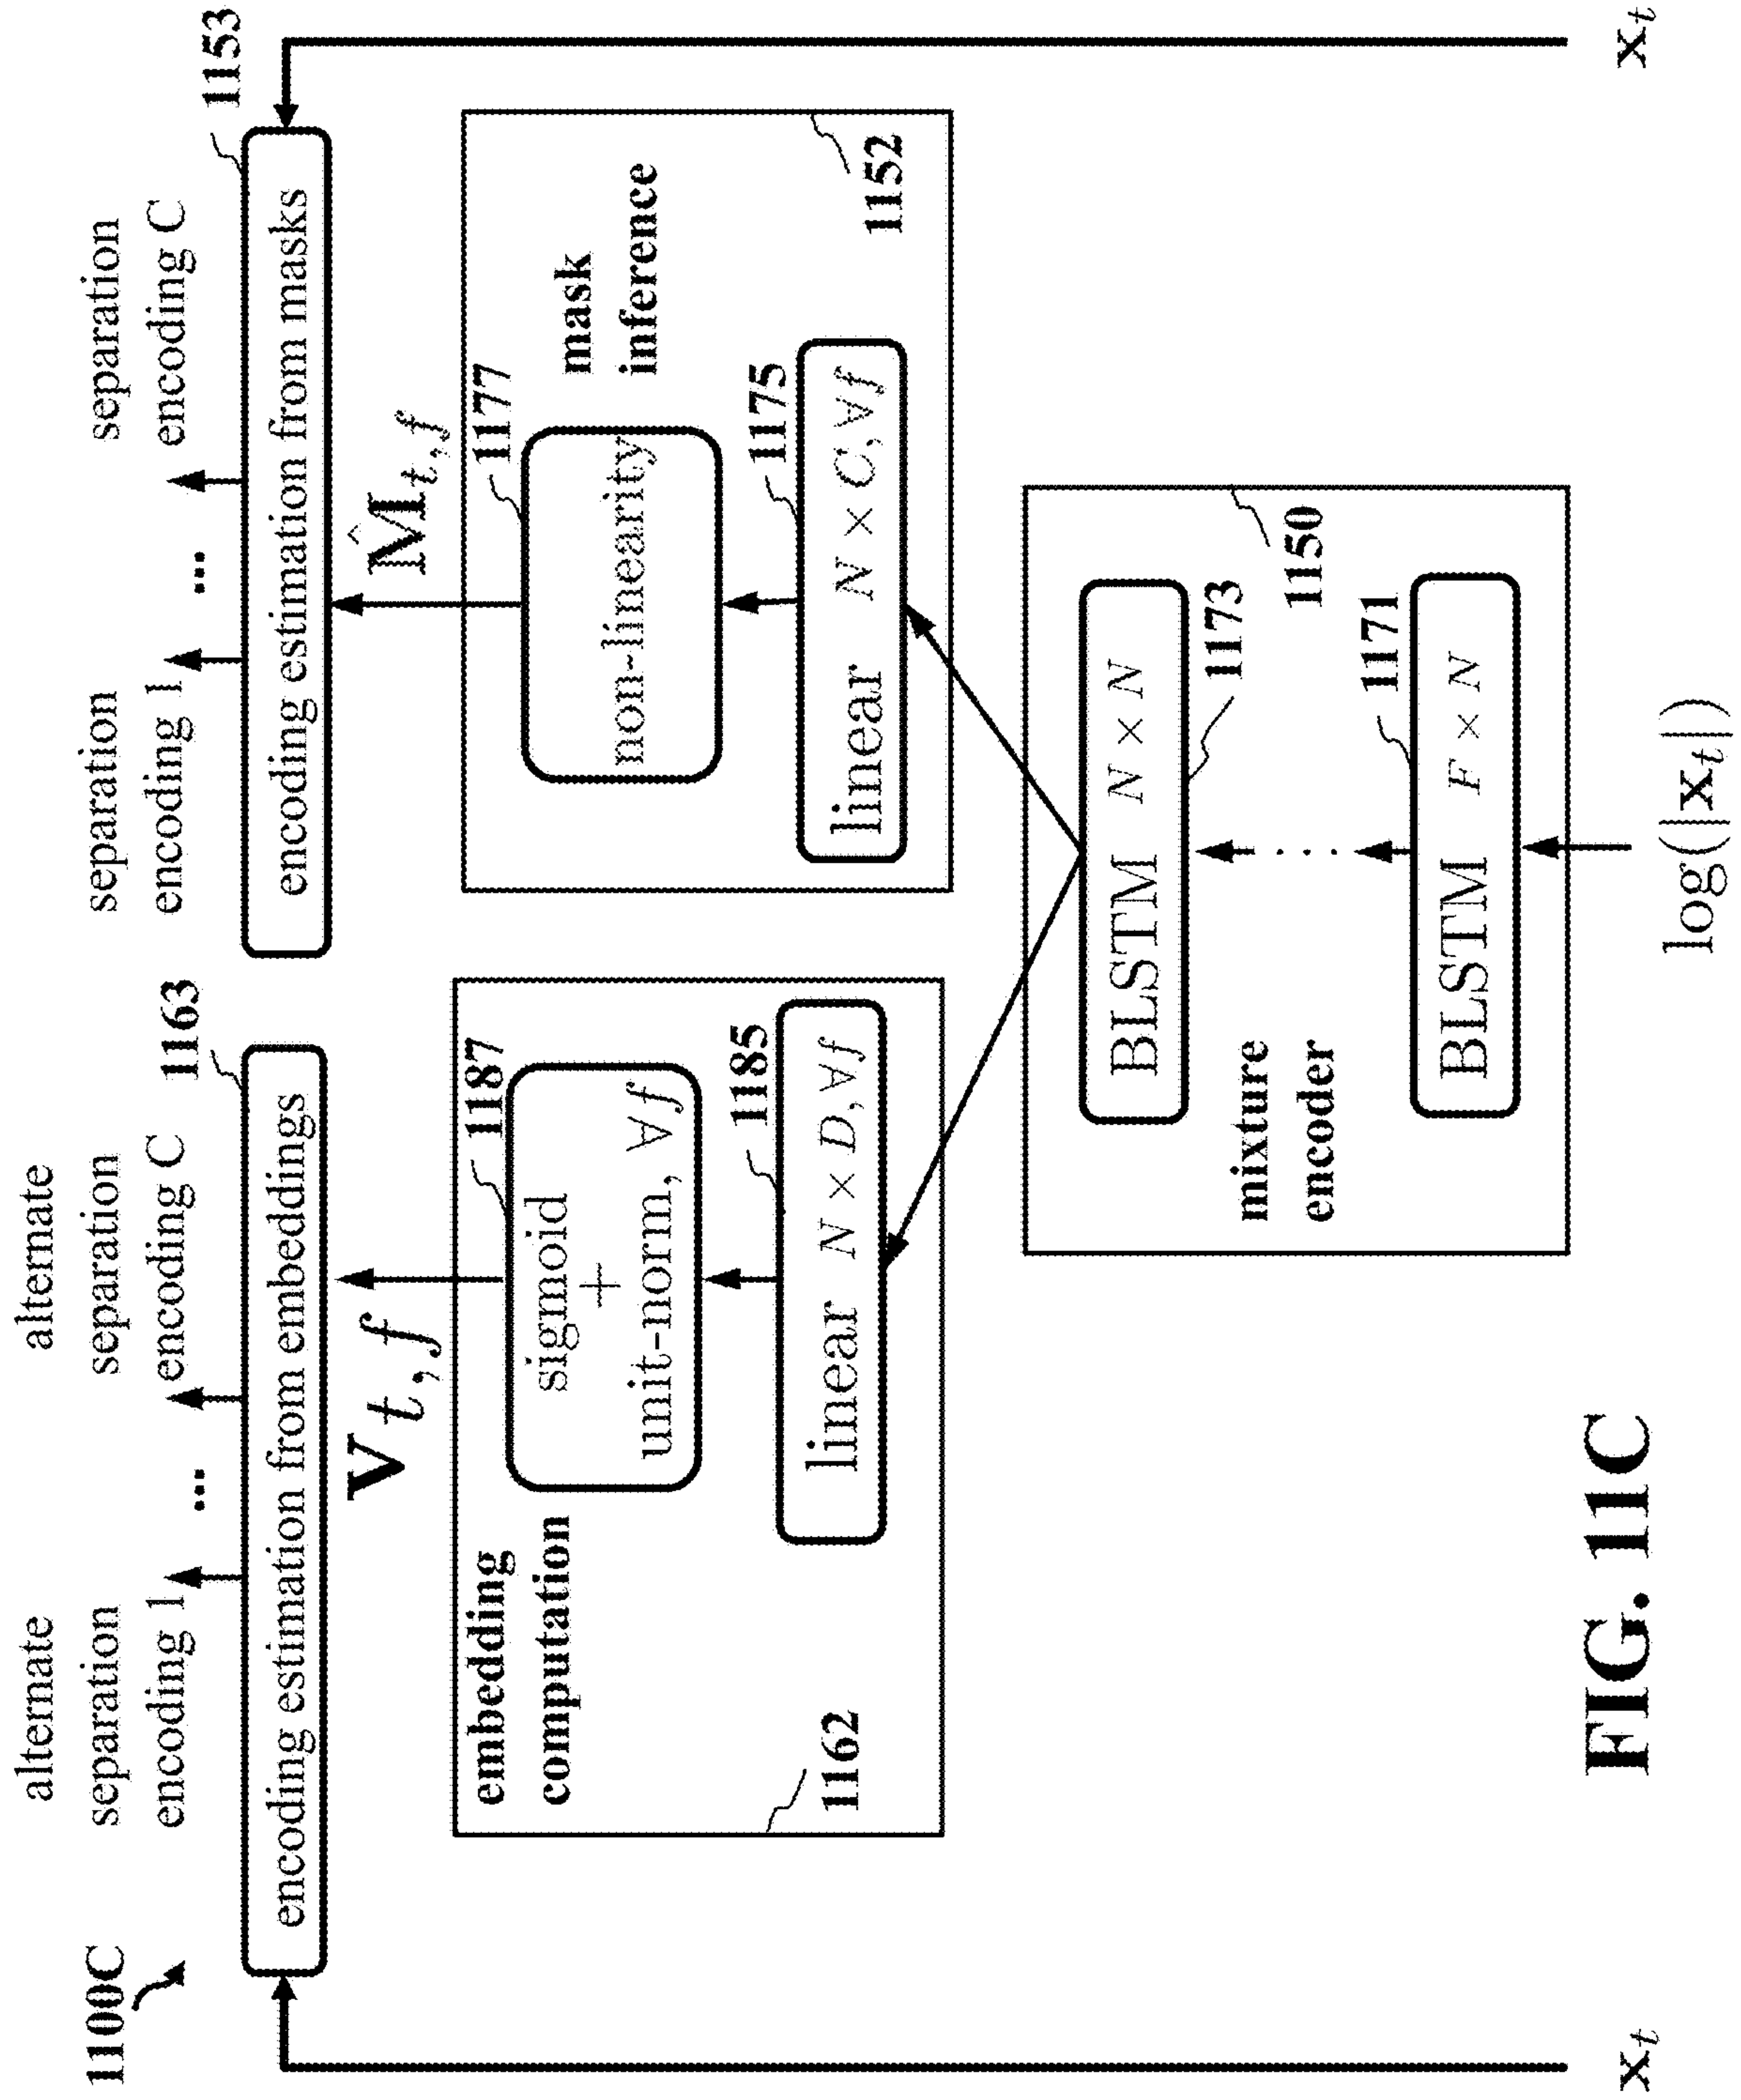 1100C
alternate
separation
encoding 1
...
alternate
separation
encoding C
1163
separation
encoding 1
...
separation
encoding C
1153
encoding estimation from embeddings
encoding estimation from masks
V_{t,f}
M̂_{t,f}
embedding
computation
1187
sigmoid
+
unit-norm, ∀f
1185
linear N × D, ∀f
1162
1177
non-linearity
mask
inference
1175
linear N × C, ∀f
1152
mixture
encoder
BLSTM N × N
1173
1150
1171
BLSTM F × N
x_t
log(|x_t|)
x_t
FIG. 11C